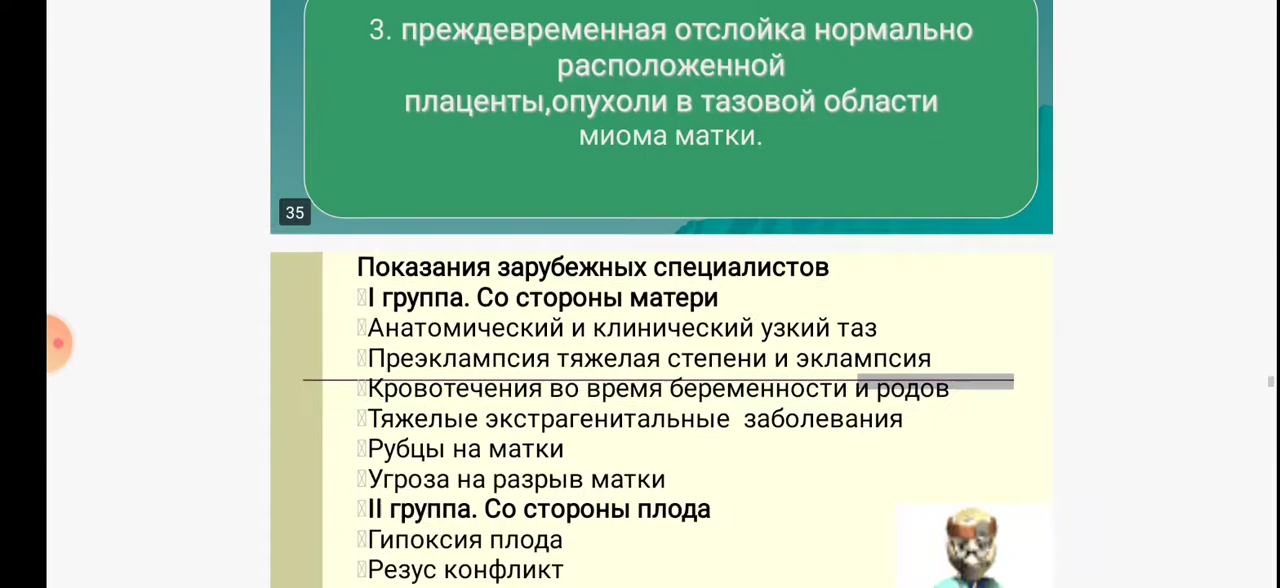 3. преждевременная отслойка нормально
расположенной
плаценты,опухоли в тазовой области
миома матки.
35
Показания зарубежных специалистов
I группа. Со стороны матери
Анатомический и клинический узкий таз
Преэклампсия тяжелая степени и эклампсия
Кровотечения во время беременности и родов
Тяжелые экстрагенитальные заболевания
Рубцы на матки
Угроза на разрыв матки
II группа. Со стороны плода
Гипоксия плода
Резус конфликт